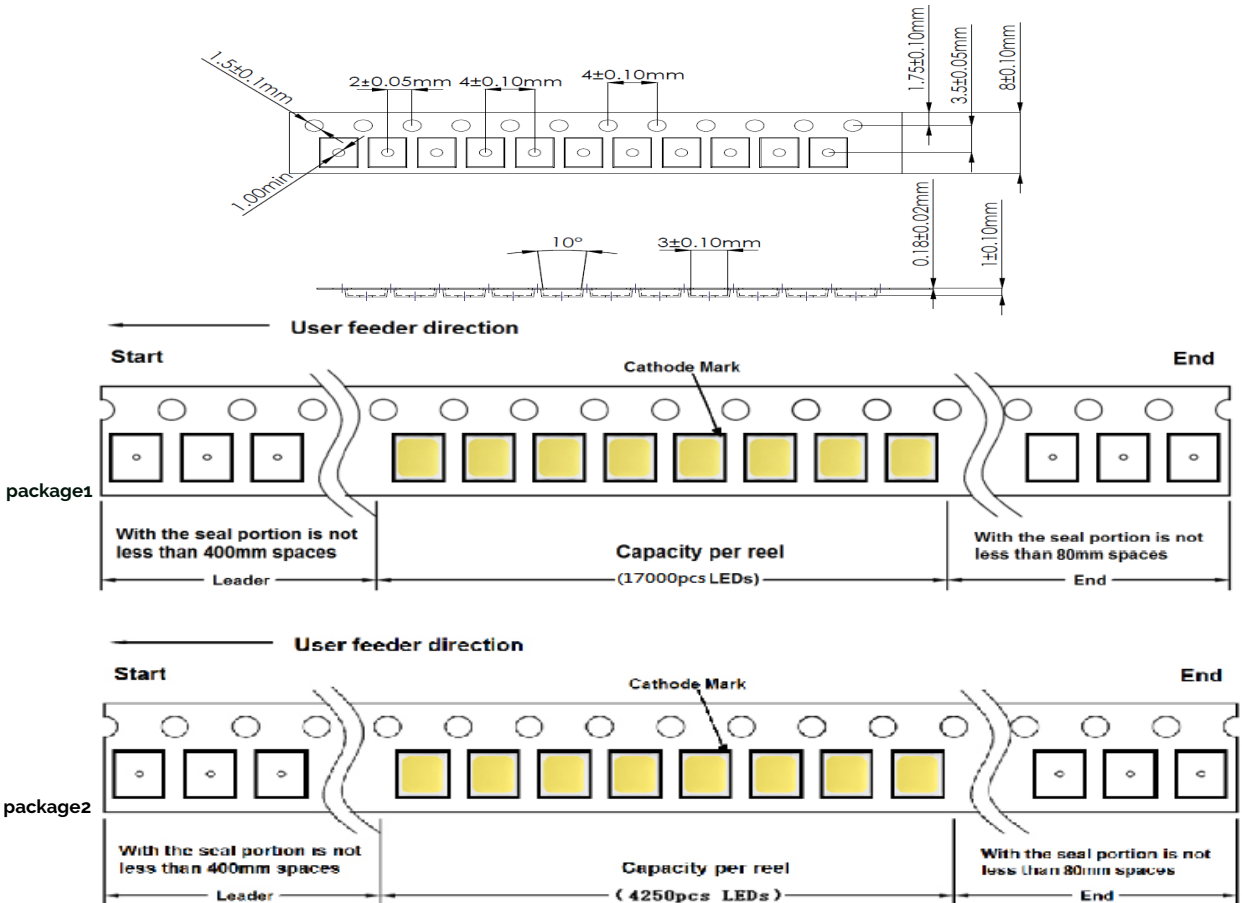 1.5±0.1mm
2±0.05mm
4±0.10mm
4±0.10mm
1.75±0.10mm
3.5±0.05mm
8±0.10mm
1.00min
10°
3±0.10mm
0.18±0.02mm
1±0.10mm
User feeder direction
Start
Cathode Mark
End
package1
With the seal portion is not
less than 400mm spaces
Leader
Capacity per reel
(17000pcs LEDs)
With the seal portion is not
less than 80mm spaces
End
User feeder direction
Start
Cathode Mark
End
package2
With the seal portion is not
less than 400mm spaces
Leader
Capacity per reel
(4250pcs LEDs)
With the seal portion is not
less than 80mm spaces
End